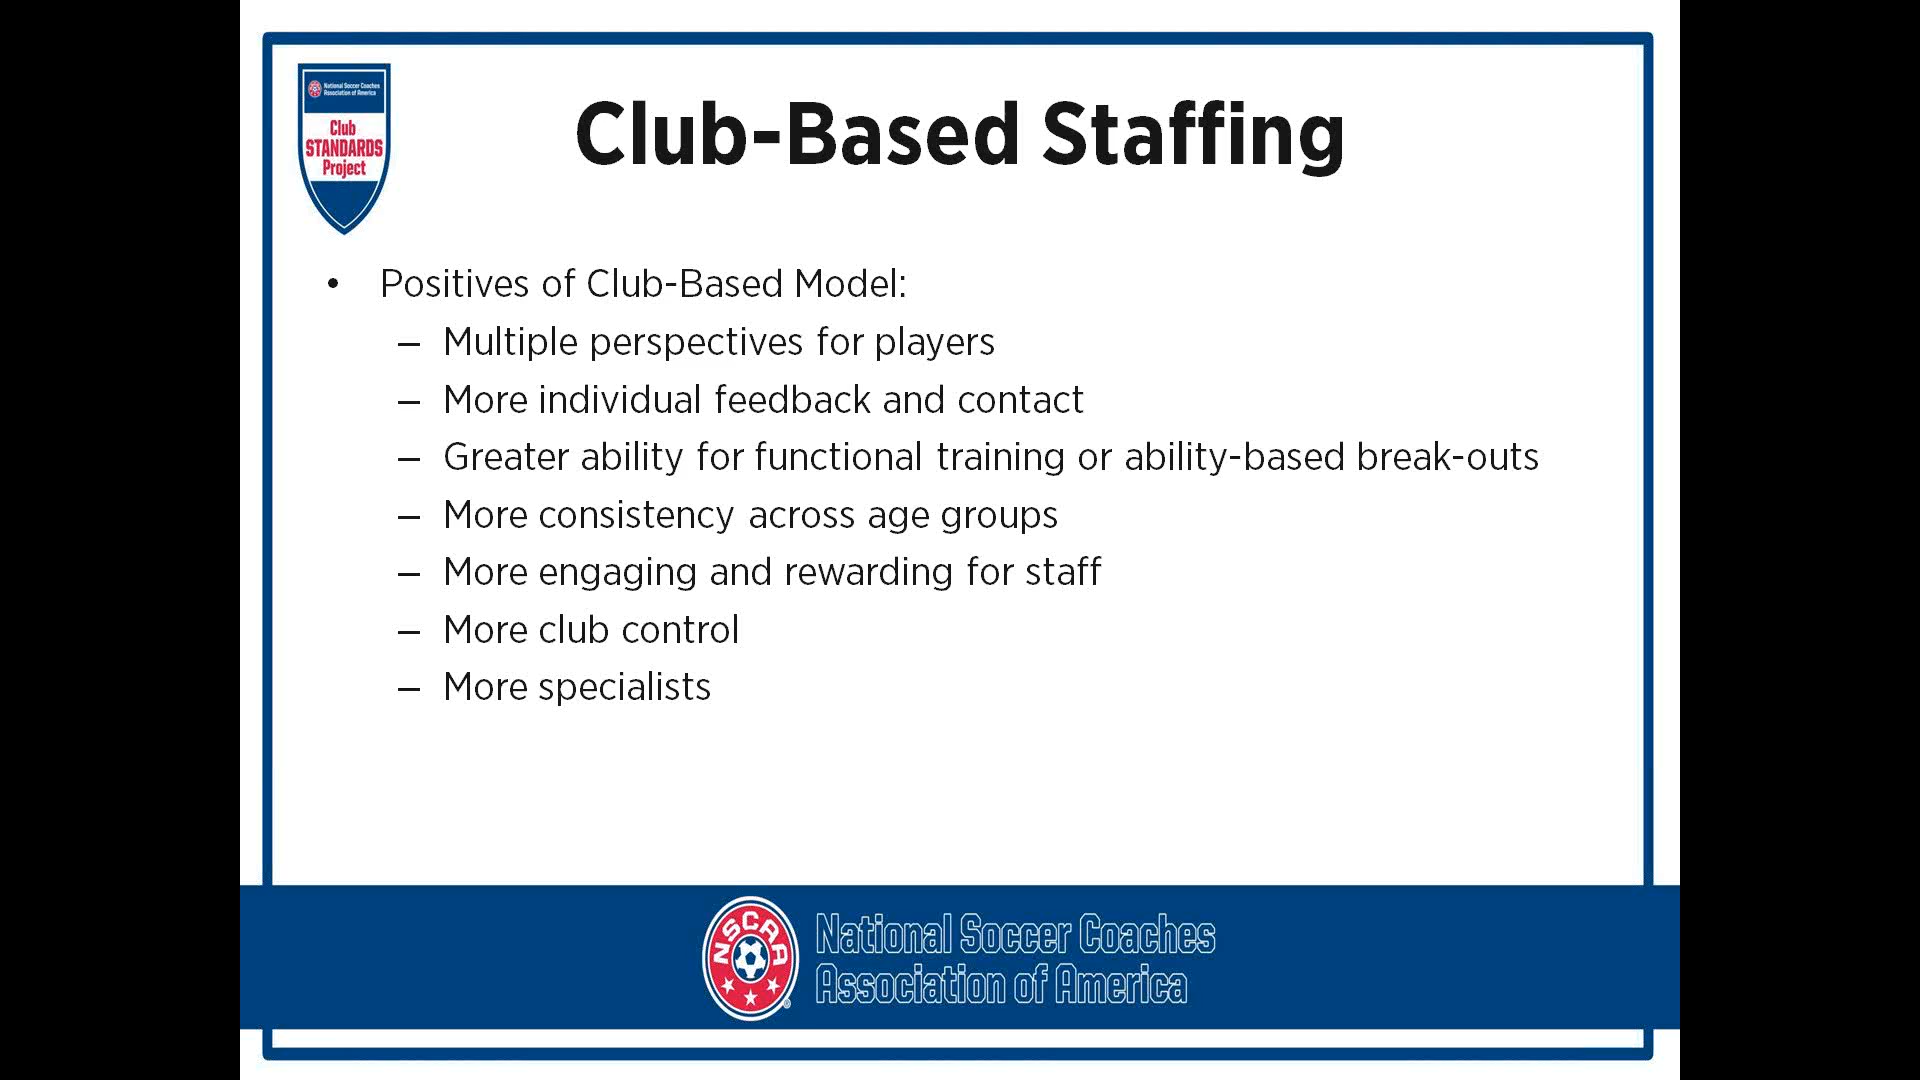 National Soccer Coaches
Association of America
Club
STANDARDS
Project
Club-Based Staffing
• Positives of Club-Based Model:
– Multiple perspectives for players
– More individual feedback and contact
– Greater ability for functional training or ability-based break-outs
– More consistency across age groups
– More engaging and rewarding for staff
– More club control
– More specialists
NSCAA
National Soccer Coaches
Association of America